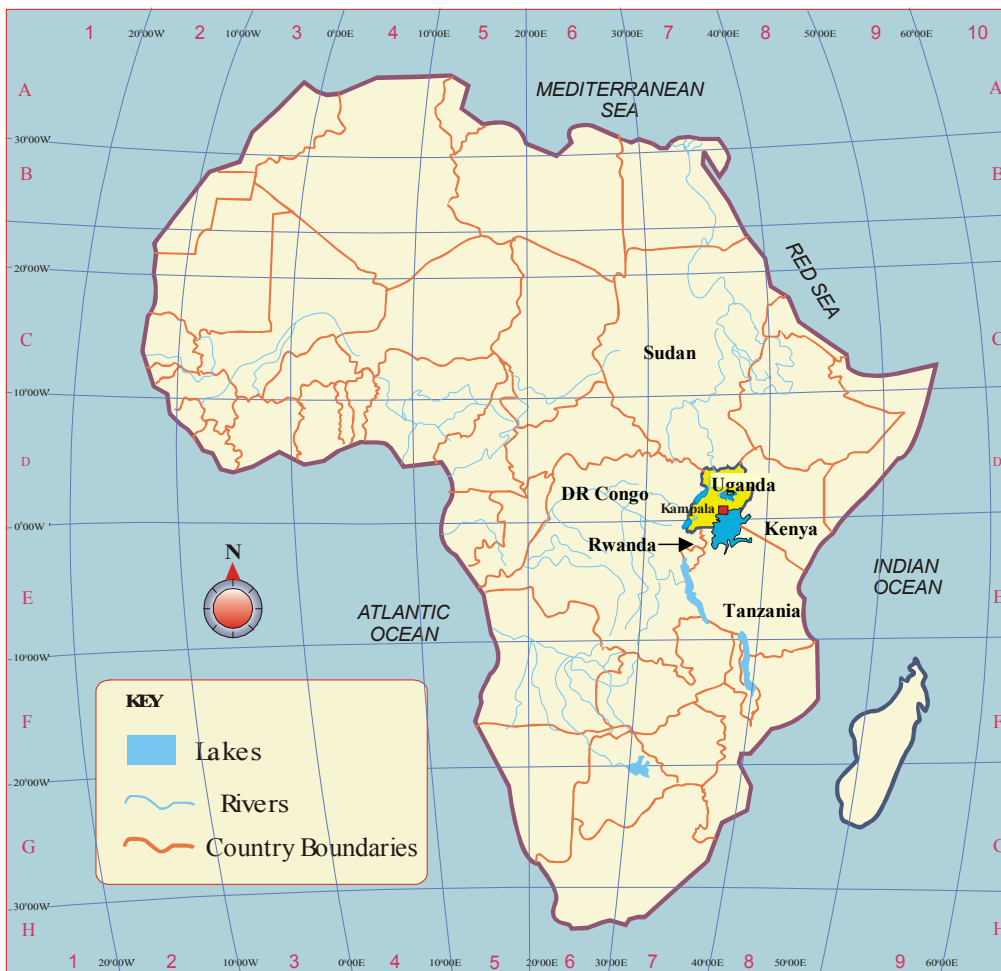 1 2 3 4 5 6 7 8 9 10
20°00'W 10°00'W 0°00'E 10°00'E 20°00'E 30°00'E 40°00'E 50°00'E 60°00'E
A
MEDITERRANEAN
SEA
A
30°00'W
B
B
20°00'W
RED SEA
C
Sudan
C
10°00'W
D
D
DR Congo
Uganda
Kampala
0°00'W
Kenya
Rwanda
N
INDIAN
OCEAN
E
ATLANTIC
OCEAN
Tanzania
E
10°00'W
KEY
F
F
Lakes
20°00'W
Rivers
G
Country Boundaries
G
30°00'W
H
H
1 2 3 4 5 6 7 8 9
20°00'W 10°00'W 0°00'E 10°00'E 20°00'E 30°00'E 40°00'E 50°00'E 60°00'E